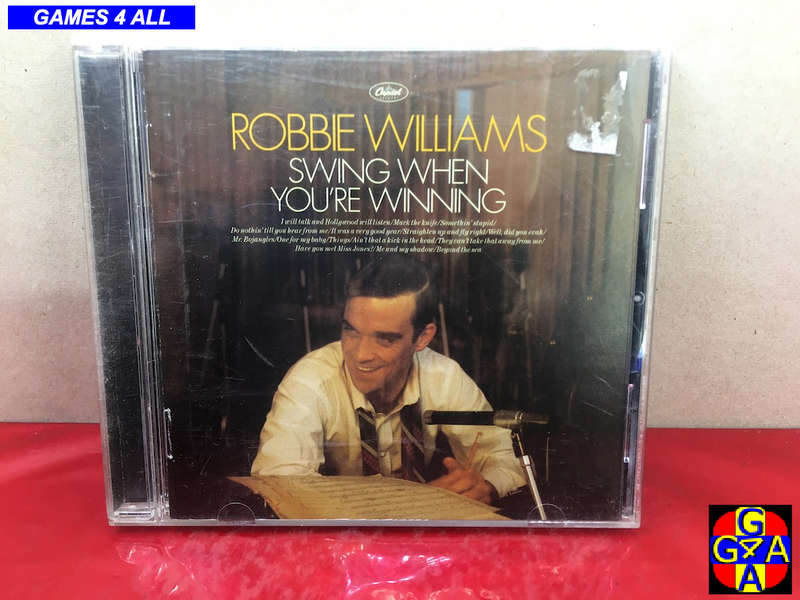 GAMES 4 ALL
Capitol
ROBBIE WILLIAMS
SWING WHEN
YOU'RE WINNING
I will talk and Hollywood will listen/Mack the knife/Somethin' stupid/
Do nothin' till you hear from me/It was a very good year/Straighten up and fly right/Well, did you evah/
Mr. Bojangles/One for my baby/Things/Ain't that a kick in the head/They can't take that away from me/
Have you met Miss Jones?/Me and my shadow/Beyond the sea
G
G4A
A